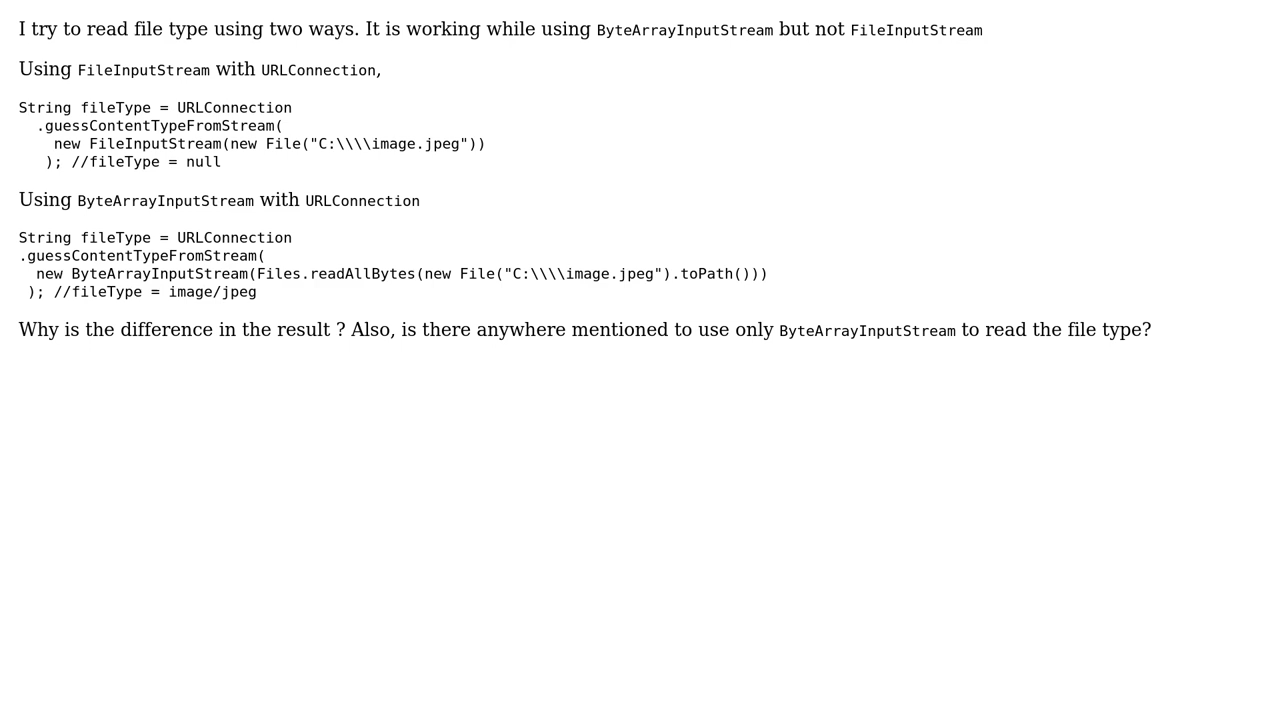 I try to read file type using two ways. It is working while using ByteArrayInputStream but not FileInputStream
Using FileInputStream with URLConnection,
String fileType = URLConnection
  .guessContentTypeFromStream(
    new FileInputStream(new File("C:\\\\image.jpeg"))
   ); //fileType = null
Using ByteArrayInputStream with URLConnection
String fileType = URLConnection
.guessContentTypeFromStream(
  new ByteArrayInputStream(Files.readAllBytes(new File("C:\\\\image.jpeg").toPath()))
 ); //fileType = image/jpeg
Why is the difference in the result ? Also, is there anywhere mentioned to use only ByteArrayInputStream to read the file type?